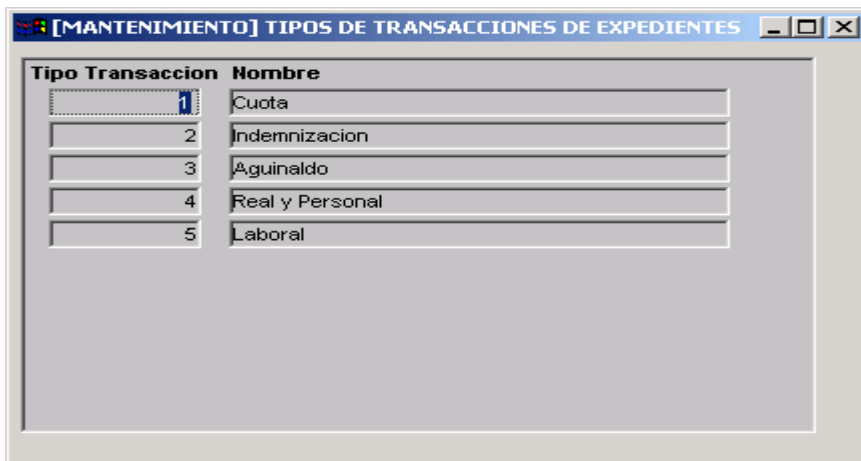 [MANTENIMIENTO] TIPOS DE TRANSACCIONES DE EXPEDIENTES
Tipo Transaccion Nombre
1 Cuota
2 Indemnizacion
3 Aguinaldo
4 Real y Personal
5 Laboral